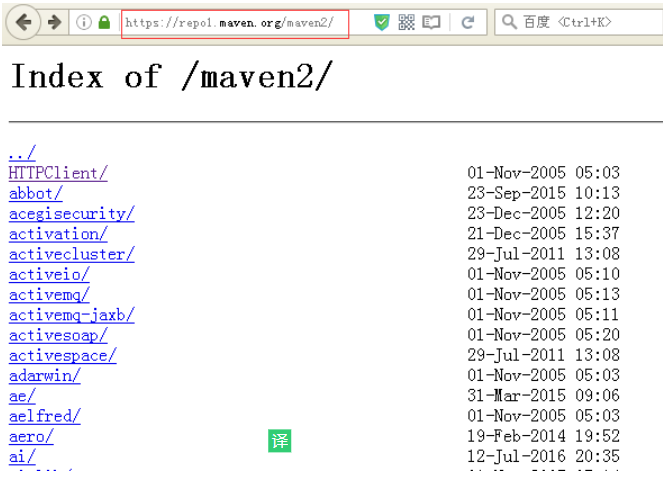 https://repo1.maven.org/maven2/ 百度 <Ctrl+K>
Index of /maven2/
../
HTTPClient/ 01-Nov-2005 05:03
abbot/ 23-Sep-2015 10:13
acegisecurity/ 23-Dec-2005 12:20
activation/ 21-Dec-2005 15:37
activecluster/ 29-Jul-2011 13:08
activeio/ 01-Nov-2005 05:10
activemq/ 01-Nov-2005 05:13
activemq-jaxb/ 01-Nov-2005 05:11
activesoap/ 01-Nov-2005 05:20
activespace/ 29-Jul-2011 13:08
adarwin/ 01-Nov-2005 05:03
ae/ 31-Mar-2015 09:06
aelfred/ 01-Nov-2005 05:03
aero/ 19-Feb-2014 19:52
译
ai/ 12-Jul-2016 20:35